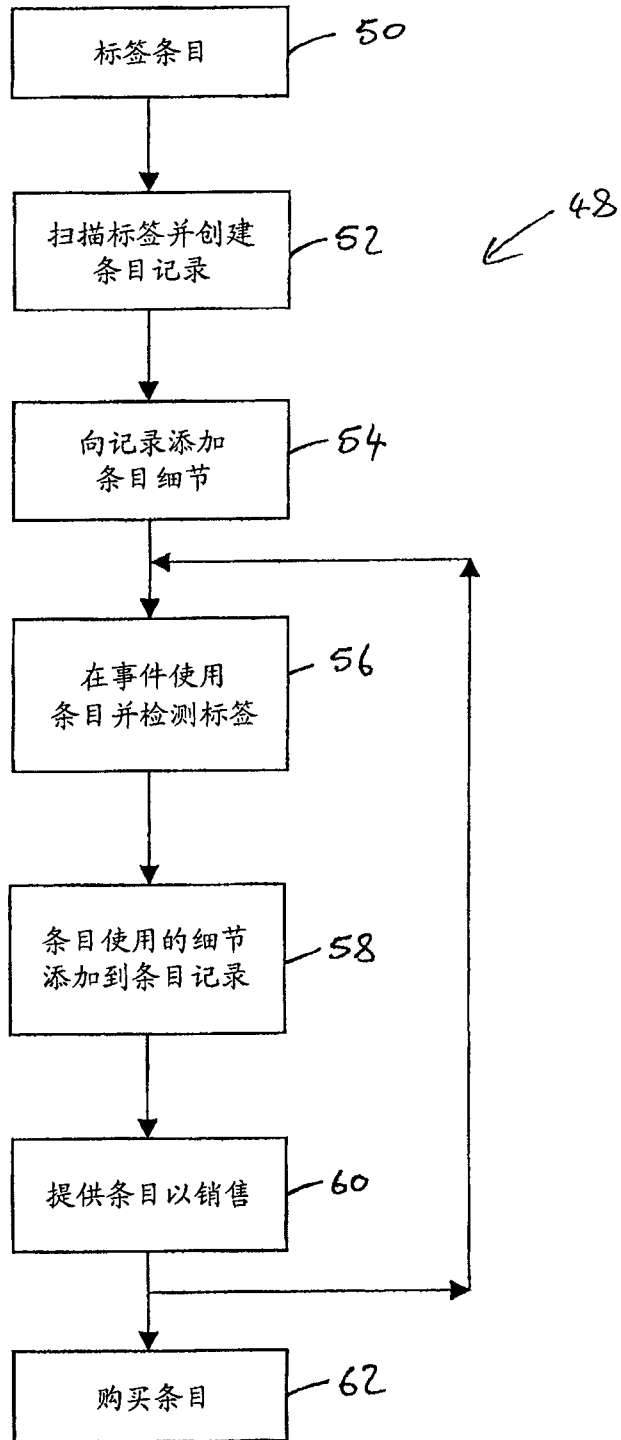 标签条目
50
48
扫描标签并创建
条目记录
52
向记录添加
条目细节
54
在事件使用
条目并检测标签
56
条目使用的细节
添加到条目记录
58
提供条目以销售
60
购买条目
62